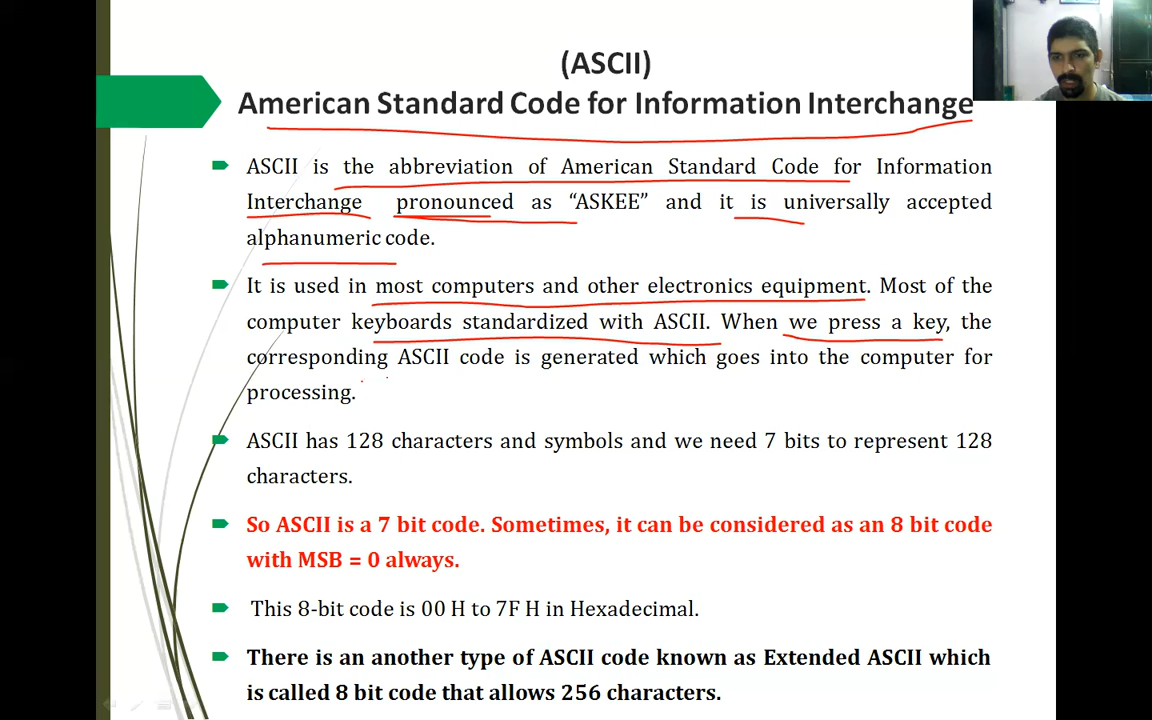 (ASCII)
American Standard Code for Information Interchange
ASCII is the abbreviation of American Standard Code for Information
Interchange pronounced as “ASKEE” and it is universally accepted
alphanumeric code.
It is used in most computers and other electronics equipment. Most of the
computer keyboards standardized with ASCII. When we press a key, the
corresponding ASCII code is generated which goes into the computer for
processing.
ASCII has 128 characters and symbols and we need 7 bits to represent 128
characters.
So ASCII is a 7 bit code. Sometimes, it can be considered as an 8 bit code
with MSB = 0 always.
This 8-bit code is 00 H to 7F H in Hexadecimal.
There is an another type of ASCII code known as Extended ASCII which
is called 8 bit code that allows 256 characters.